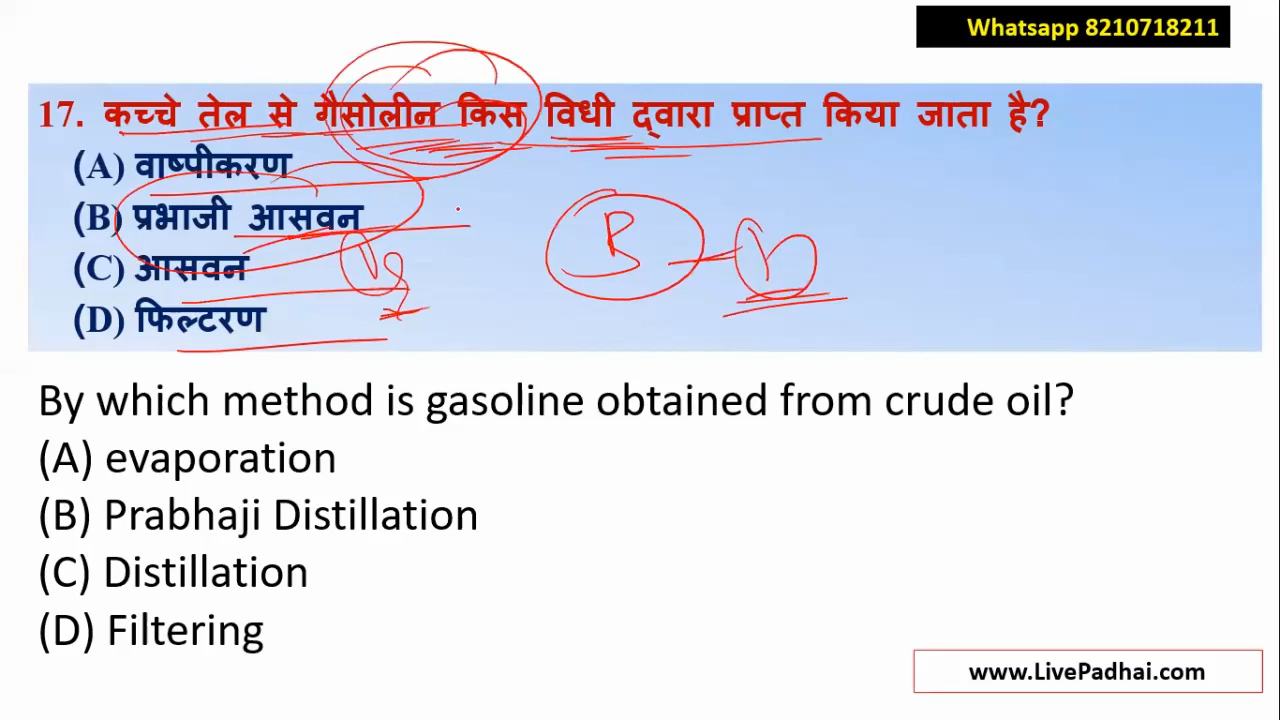 Whatsapp 8210718211
17. कच्चे तेल से गैसोलीन किस विधी द्वारा प्राप्त किया जाता है?
(A) वाष्पीकरण
(B) प्रभाजी आसवन
(C) आसवन
(D) फिल्टरण
B
By which method is gasoline obtained from crude oil?
(A) evaporation
(B) Prabhaji Distillation
(C) Distillation
(D) Filtering
www.LivePadhai.com